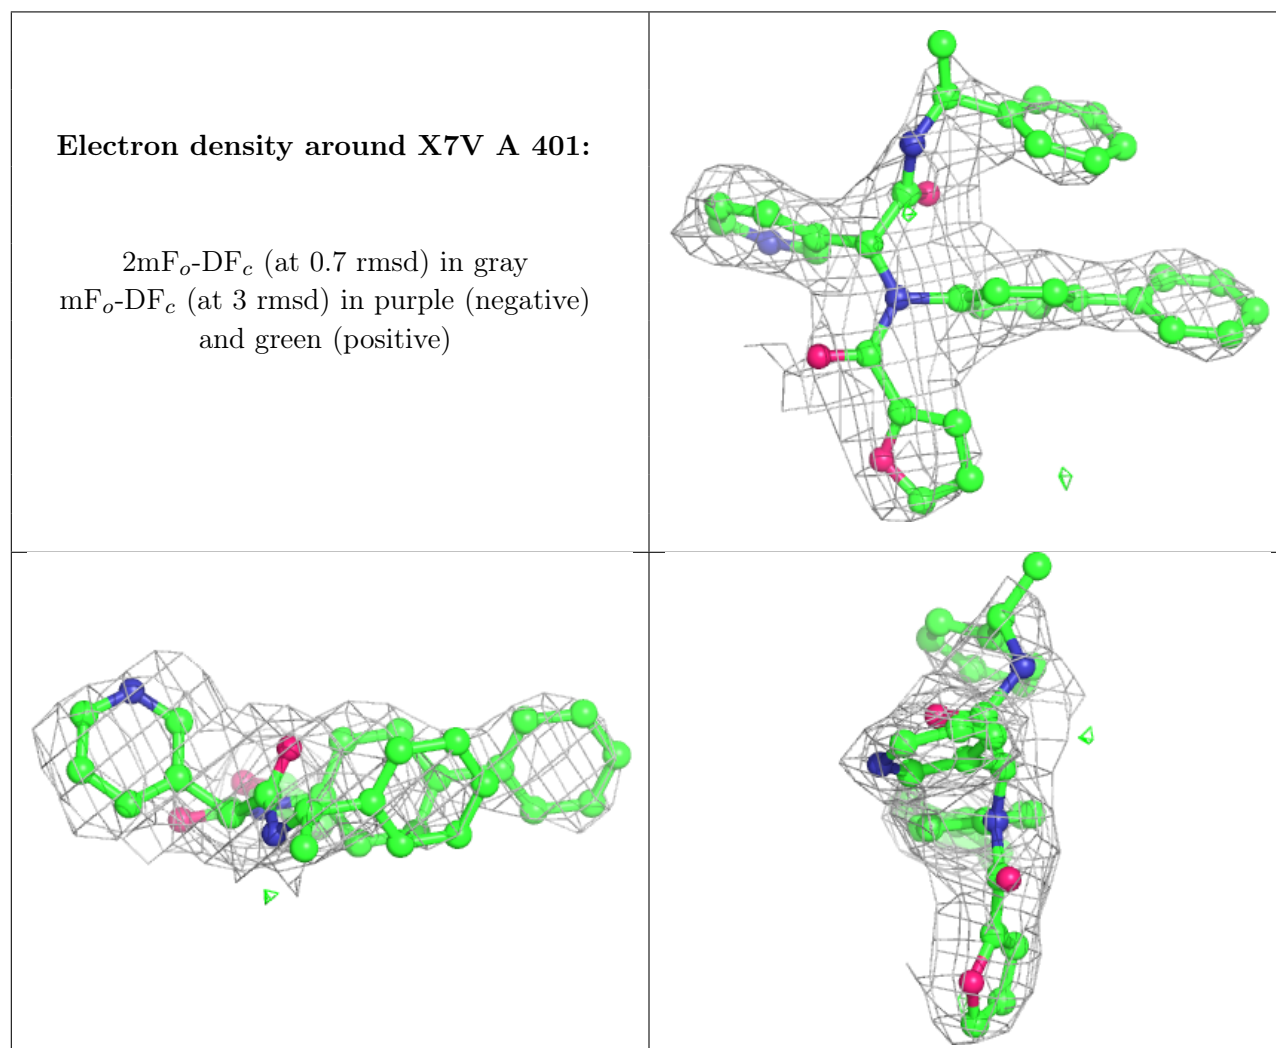 Electron density around X7V A 401:
2mFo-DFc (at 0.7 rmsd) in gray
mFo-DFc (at 3 rmsd) in purple (negative)
and green (positive)